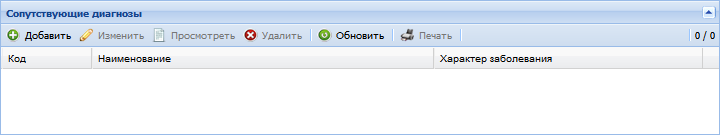 Сопутствующие диагнозы
Добавить Изменить Просмотреть Удалить Обновить Печать 0 / 0
Код Наименование Характер заболевания